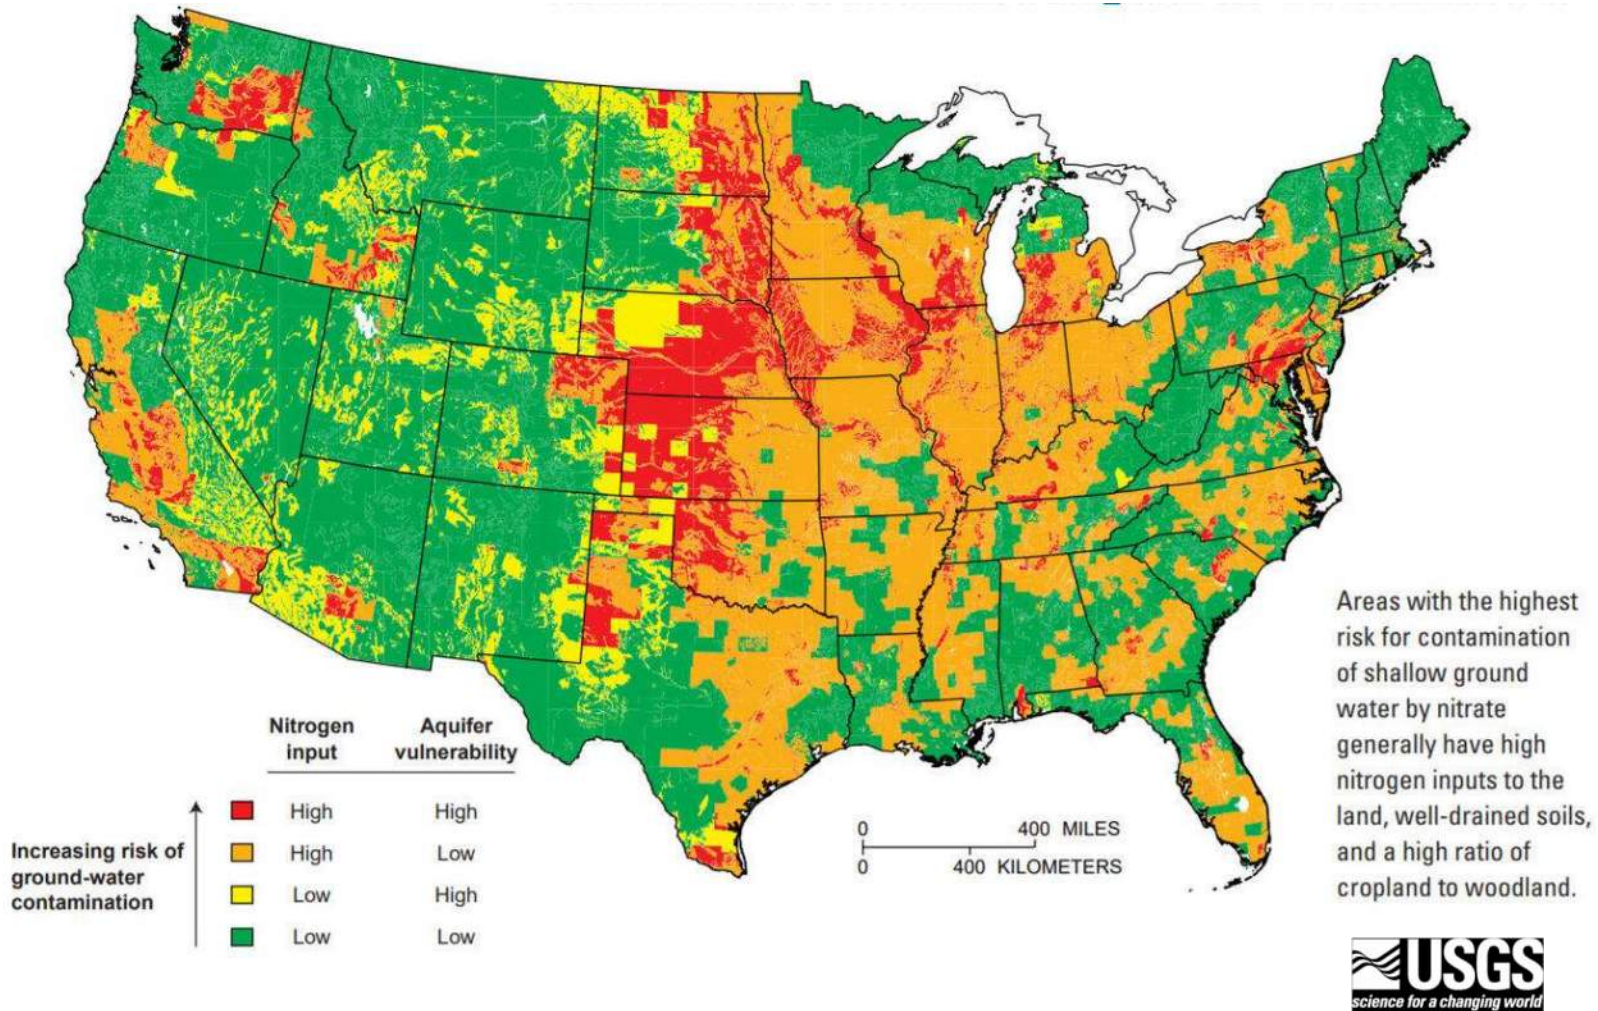 Areas with the highest
risk for contamination
of shallow ground
water by nitrate
generally have high
nitrogen inputs to the
land, well-drained soils,
and a high ratio of
cropland to woodland.
Nitrogen input
Aquifer vulnerability
High High
High Low
Low High
Low Low
Increasing risk of
ground-water
contamination
0 400 MILES
0 400 KILOMETERS
USGS
science for a changing world